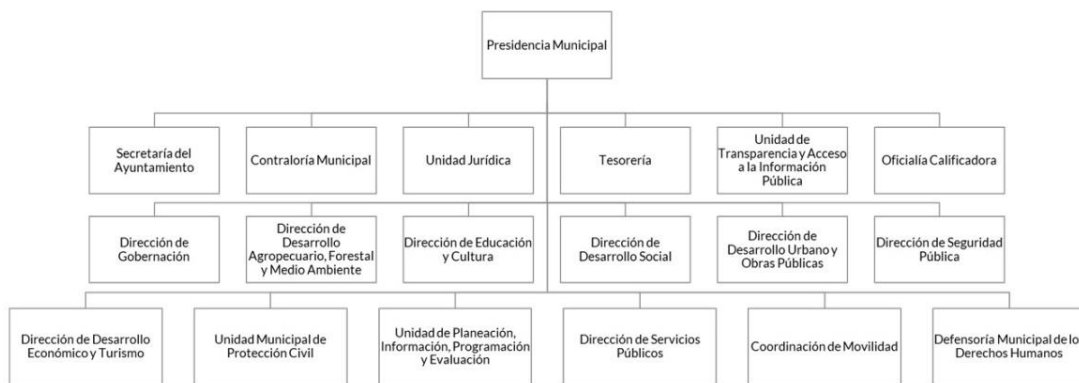 Presidencia Municipal
Secretaría del
Ayuntamiento
Contraloría Municipal
Unidad Jurídica
Tesorería
Unidad de
Transparencia y Acceso
a la Información
Pública
Oficialía Calificadora
Dirección de
Gobernación
Dirección de
Desarrollo
Agropecuario, Forestal
y Medio Ambiente
Dirección de Educación
y Cultura
Dirección de
Desarrollo Social
Dirección de
Desarrollo Urbano y
Obras Públicas
Dirección de Seguridad
Pública
Dirección de Desarrollo
Económico y Turismo
Unidad Municipal de
Protección Civil
Unidad de Planeación,
Información, Programación
y Evaluación
Dirección de Servicios
Públicos
Coordinación de Movilidad
Defensoría Municipal de lo
Derechos Humanos